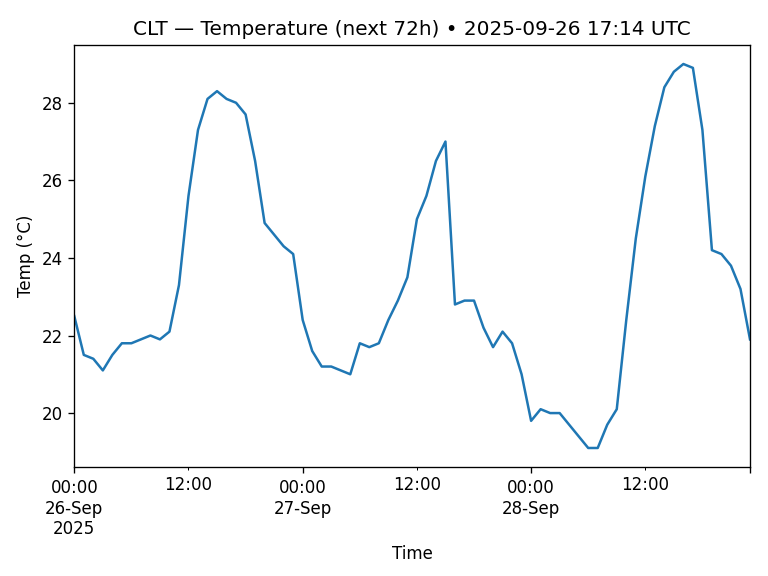 CLT — Temperature (next 72h) • 2025-09-26 17:14 UTC
28
26
24
22
20
Temp (°C)
00:00 12:00 00:00 12:00 00:00 12:00
26-Sep 27-Sep 28-Sep
2025
Time